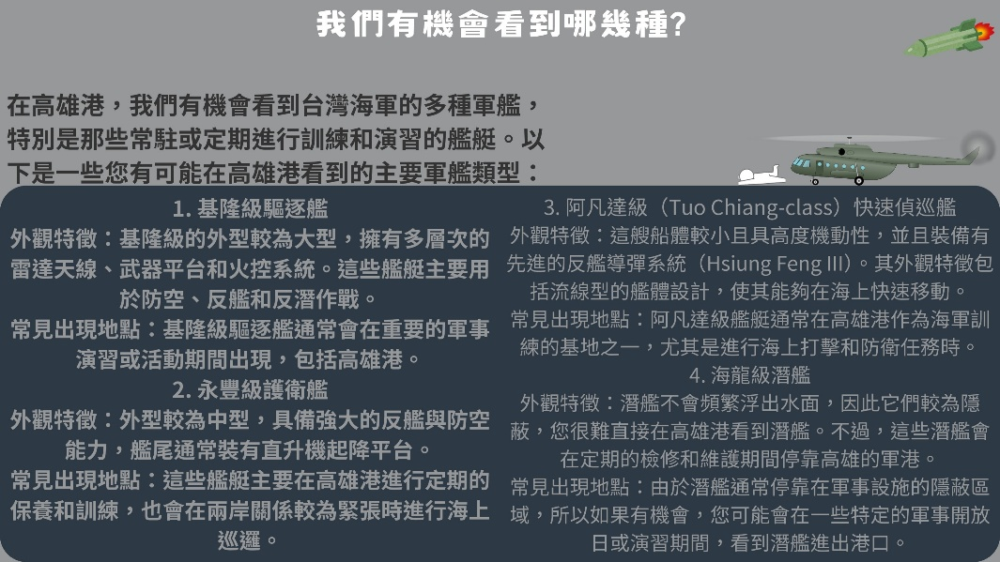 我們有機會看到哪幾種?
在高雄港，我們有機會看到台灣海軍的多種軍艦，
特別是那些常駐或定期進行訓練和演習的艦艇。以
下是一些您有可能在高雄港看到的主要軍艦類型：
1. 基隆級驅逐艦
外觀特徵：基隆級的外型較為大型，擁有多層次的
雷達天線、武器平台和火控系統。這些艦艇主要用
於防空、反艦和反潛作戰。
常見出現地點：基隆級驅逐艦通常會在重要的軍事
演習或活動期間出現，包括高雄港。
2. 永豐級護衛艦
外觀特徵：外型較為中型，具備強大的反艦與防空
能力，艦尾通常裝有直升機起降平台。
常見出現地點：這些艦艇主要在高雄港進行定期的
保養和訓練，也會在兩岸關係較為緊張時進行海上
巡邏。
3. 阿凡達級（Tuo Chiang-class）快速偵巡艦
外觀特徵：這艘船體較小且具高度機動性，並且裝備有
先進的反艦導彈系統（Hsiung Feng III）。其外觀特徵包
括流線型的艦體設計，使其能夠在海上快速移動。
常見出現地點：阿凡達級艦艇通常在高雄港作為海軍訓
練的基地之一，尤其是進行海上打擊和防衛任務時。
4. 海龍級潛艦
外觀特徵：潛艦不會頻繁浮出水面，因此它們較為隱
蔽，您很難直接在高雄港看到潛艦。不過，這些潛艦會
在定期的檢修和維護期間停靠高雄的軍港。
常見出現地點：由於潛艦通常停靠在軍事設施的隱蔽區
域，所以如果有機會，您可能會在一些特定的軍事開放
日或演習期間，看到潛艦進出港口。